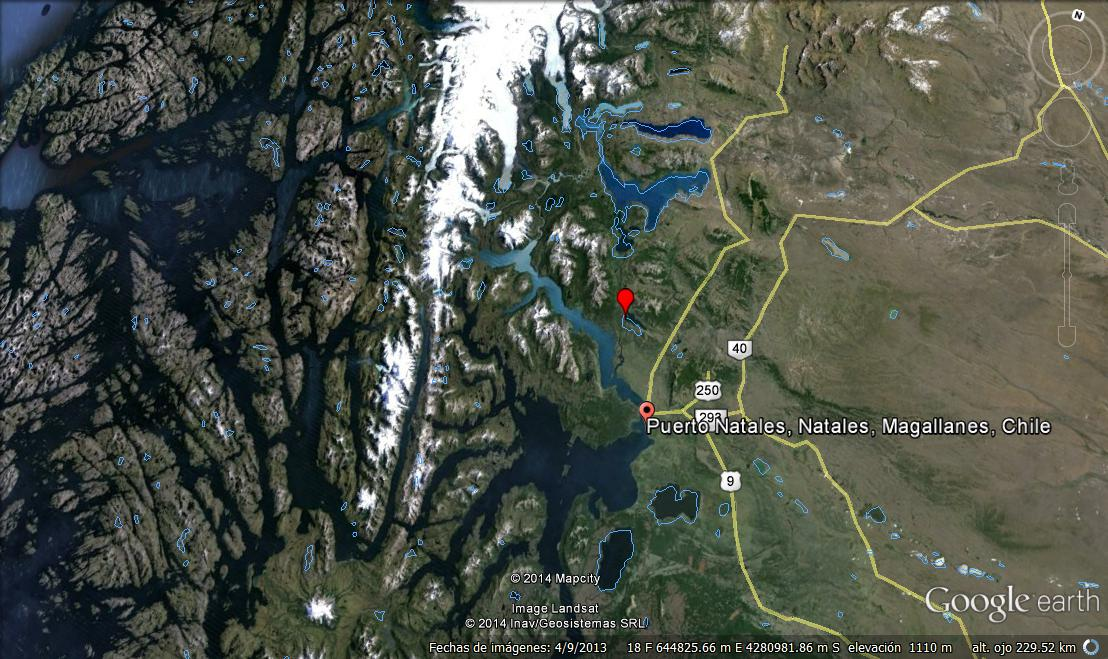 N
40
250
293
Puerto Natales, Natales, Magallanes, Chile
9
© 2014 Mapcity
Image Landsat
© 2014 Inav/Geosistemas SRL
Google earth
Fechas de imágenes: 4/9/2013 18 F 644825.66 m E 4280981.86 m S elevación 1110 m alt. ojo 229.52 km